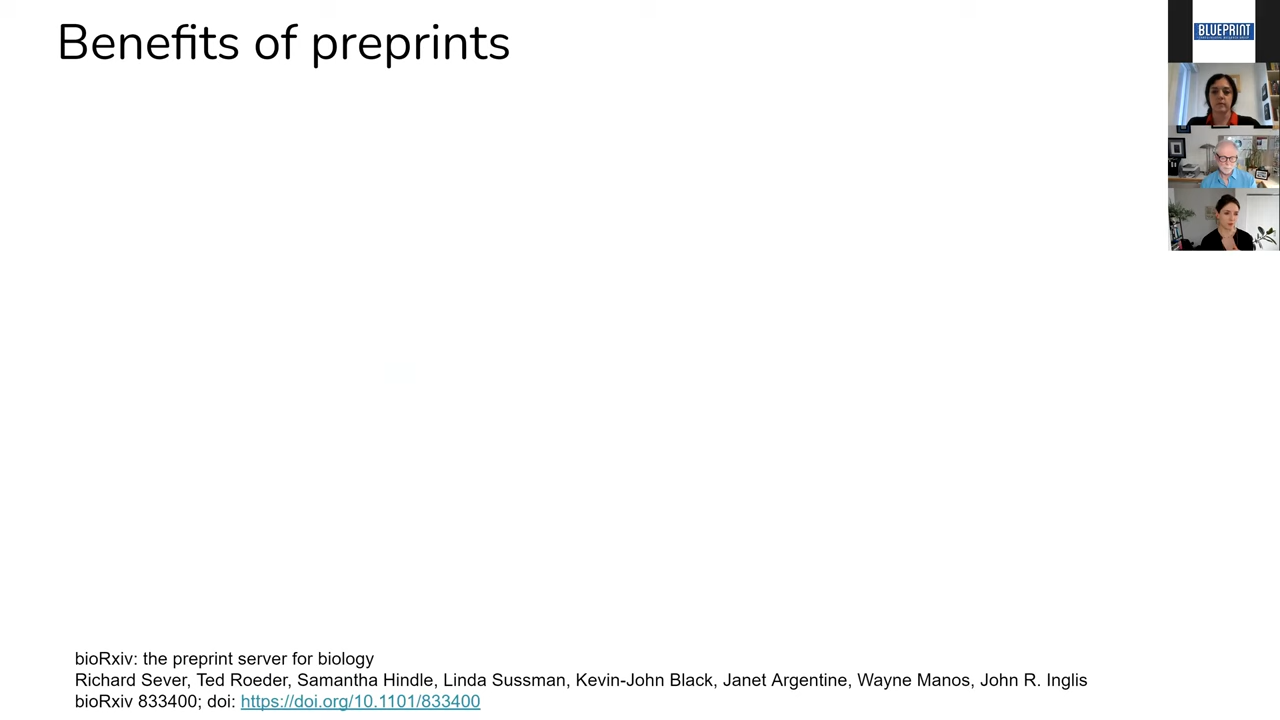 Benefits of preprints
BLUEPRINT
bioRxiv: the preprint server for biology
Richard Sever, Ted Roeder, Samantha Hindle, Linda Sussman, Kevin-John Black, Janet Argentine, Wayne Manos, John R. Inglis
bioRxiv 833400; doi: https://doi.org/10.1101/833400